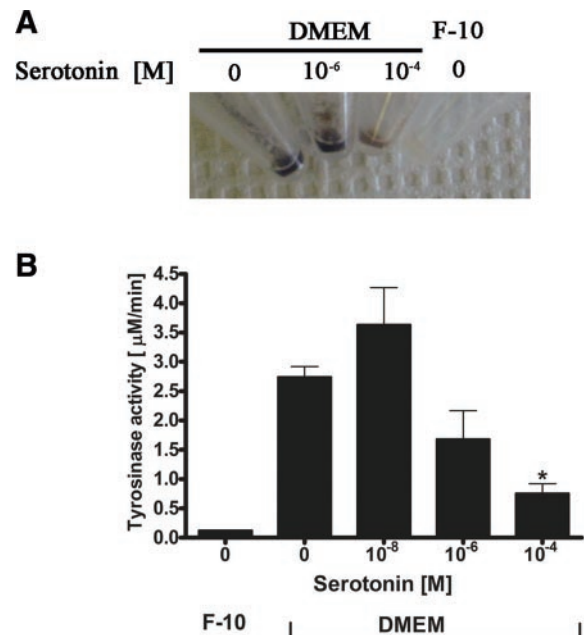 A
DMEM F-10
Serotonin [M] 0 10⁻⁶ 10⁻⁴ 0
B
Tyrosinase activity [ μM/min]
4.5
4.0
3.5
3.0
2.5
2.0
1.5
1.0
0.5
0.0
*
0 0 10⁻⁸ 10⁻⁶ 10⁻⁴
Serotonin [M]
F-10 DMEM